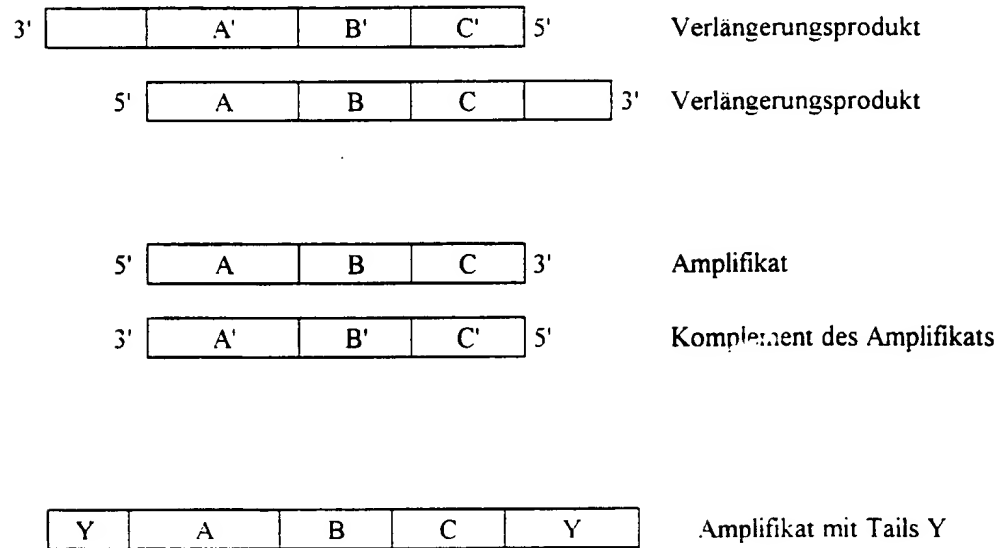 3' A' B' C' 5' Verlängerungsprodukt
5' A B C 3' Verlängerungsprodukt
5' A B C 3' Amplifikat
3' A' B' C' 5' Komplement des Amplifikats
Y A B C Y Amplifikat mit Tails Y